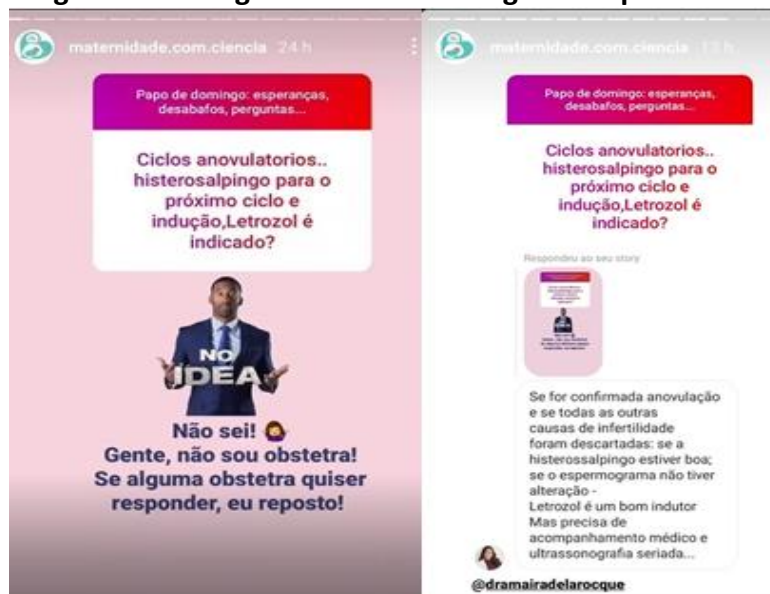 maternidade.com.ciencia 24 h
Papo de domingo: esperanças,
desabafos, perguntas...
Ciclos anovulatorios..
histerosalpingo para o
próximo ciclo e
indução,Letrozol é
indicado?
NO
IDEA
Não sei! 🤷‍♀️
Gente, não sou obstetra!
Se alguma obstetra quiser
responder, eu reposto!
maternidade.com.ciencia
Papo de domingo: esperanças,
desabafos, perguntas...
Ciclos anovulatorios..
histerosalpingo para o
próximo ciclo e
indução,Letrozol é
indicado?
Respondeu ao seu story
Se for confirmada anovulação
e se todas as outras
causas de infertilidade
foram descartadas: se a
histerossalpingo estiver boa;
se o espermograma não tiver
alteração -
Letrozol é um bom indutor
Mas precisa de
acompanhamento médico e
ultrassonografia seriada...
@dramairadelarocque